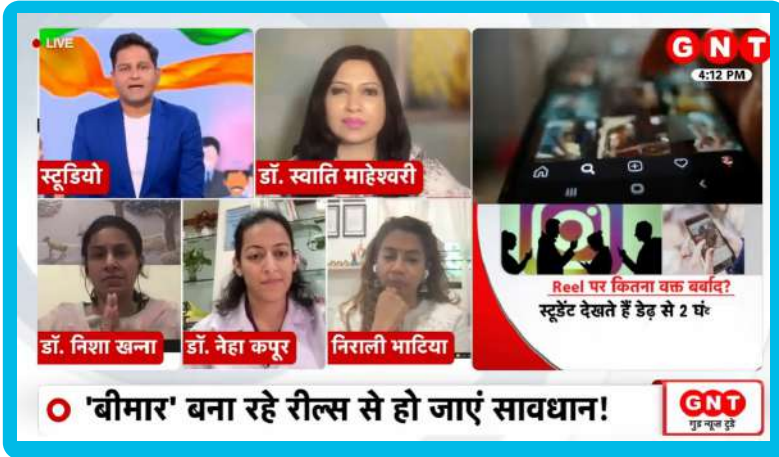 LIVE
GNT
4:12 PM
स्टूडियो
डॉ. स्वाति माहेश्वरी
Reel पर कितना वक्त बर्बाद?
स्टूडेंट देखते हैं डेढ़ से 2 घं
डॉ. निशा खन्ना
डॉ. नेहा कपूर
निराली भाटिया
'बीमार' बना रहे रील्स से हो जाएं सावधान!
GNT
गुड न्यूज़ टुडे